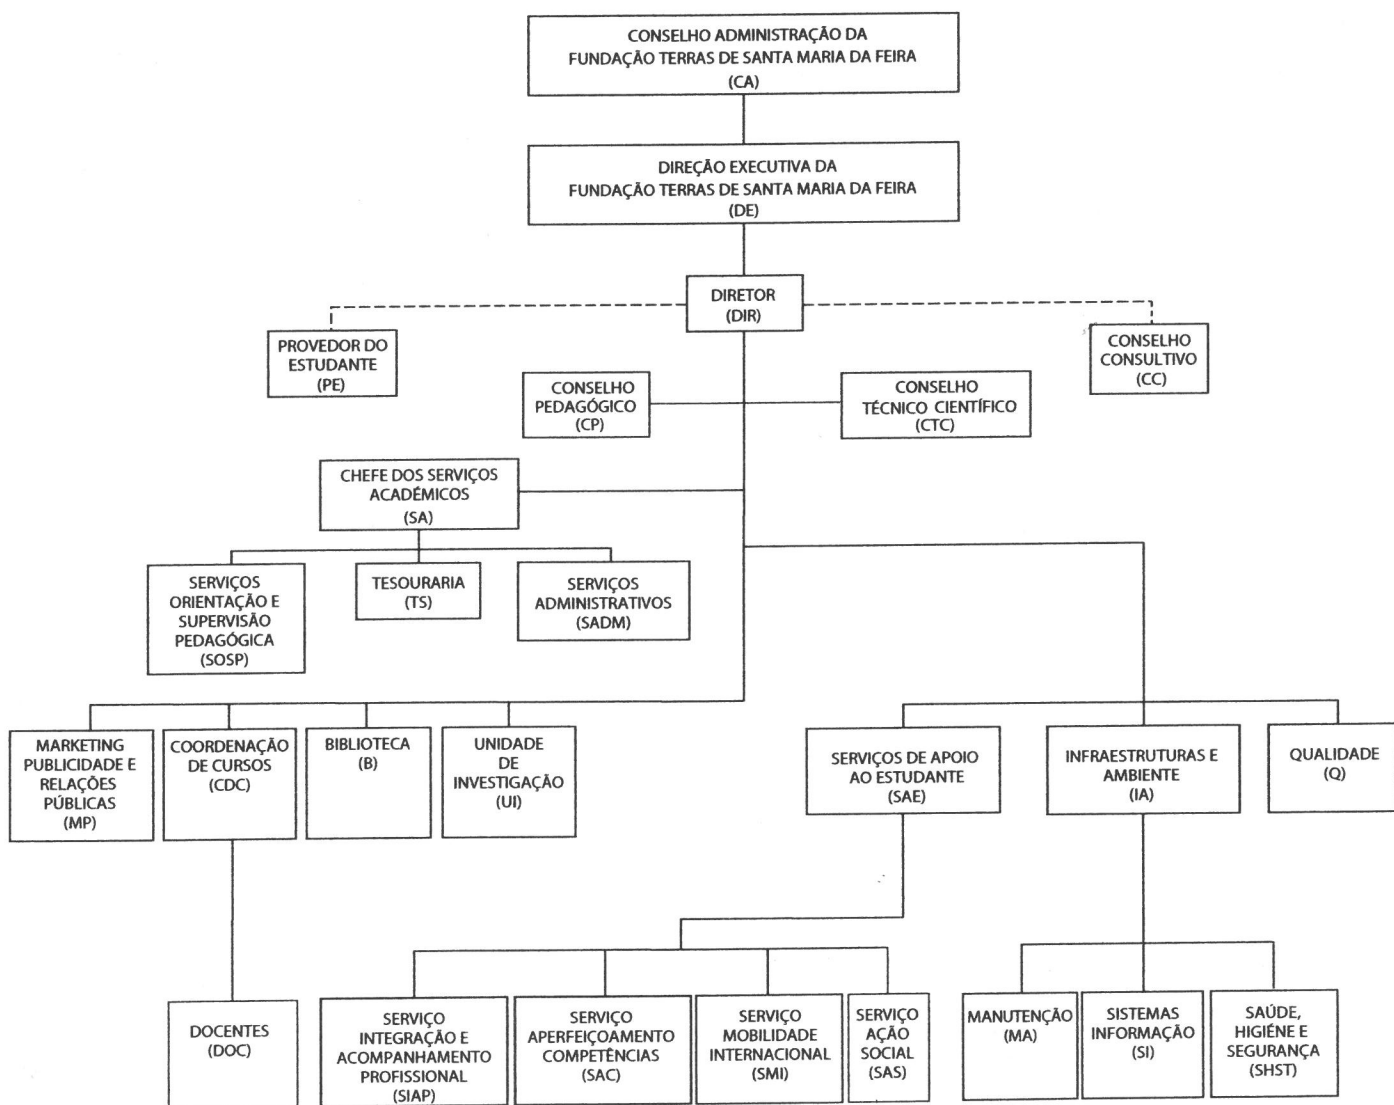 CONSELHO ADMINISTRAÇÃO DA
FUNDAÇÃO TERRAS DE SANTA MARIA DA FEIRA
(CA)
DIREÇÃO EXECUTIVA DA
FUNDAÇÃO TERRAS DE SANTA MARIA DA FEIRA
(DE)
DIRETOR
(DIR)
PROVEDOR DO
ESTUDANTE
(PE)
CONSELHO
CONSULTIVO
(CC)
CONSELHO
PEDAGÓGICO
(CP)
CONSELHO
TÉCNICO CIENTÍFICO
(CTC)
CHEFE DOS SERVIÇOS
ACADÉMICOS
(SA)
SERVIÇOS
ORIENTAÇÃO E
SUPERVISÃO
PEDAGÓGICA
(SOSP)
TESOURARIA
(TS)
SERVIÇOS
ADMINISTRATIVOS
(SADM)
MARKETING
PUBLICIDADE E
RELAÇÕES
PÚBLICAS
(MP)
COORDENAÇÃO
DE CURSOS
(CDC)
BIBLIOTECA
(B)
UNIDADE
DE
INVESTIGAÇÃO
(UI)
SERVIÇOS DE APOIO
AO ESTUDANTE
(SAE)
INFRAESTRUTURAS E
AMBIENTE
(IA)
QUALIDADE
(Q)
DOCENTES
(DOC)
SERVIÇO
INTEGRAÇÃO E
ACOMPANHAMENTO
PROFISSIONAL
(SIAP)
SERVIÇO
APERFEIÇOAMENTO
COMPETÊNCIAS
(SAC)
SERVIÇO
MOBILIDADE
INTERNACIONAL
(SMI)
SERVIÇO
AÇÃO
SOCIAL
(SAS)
MANUTENÇÃO
(MA)
SISTEMAS
INFORMAÇÃO
(SI)
SAÚDE,
HIGIÉNE E
SEGURANÇA
(SHST)